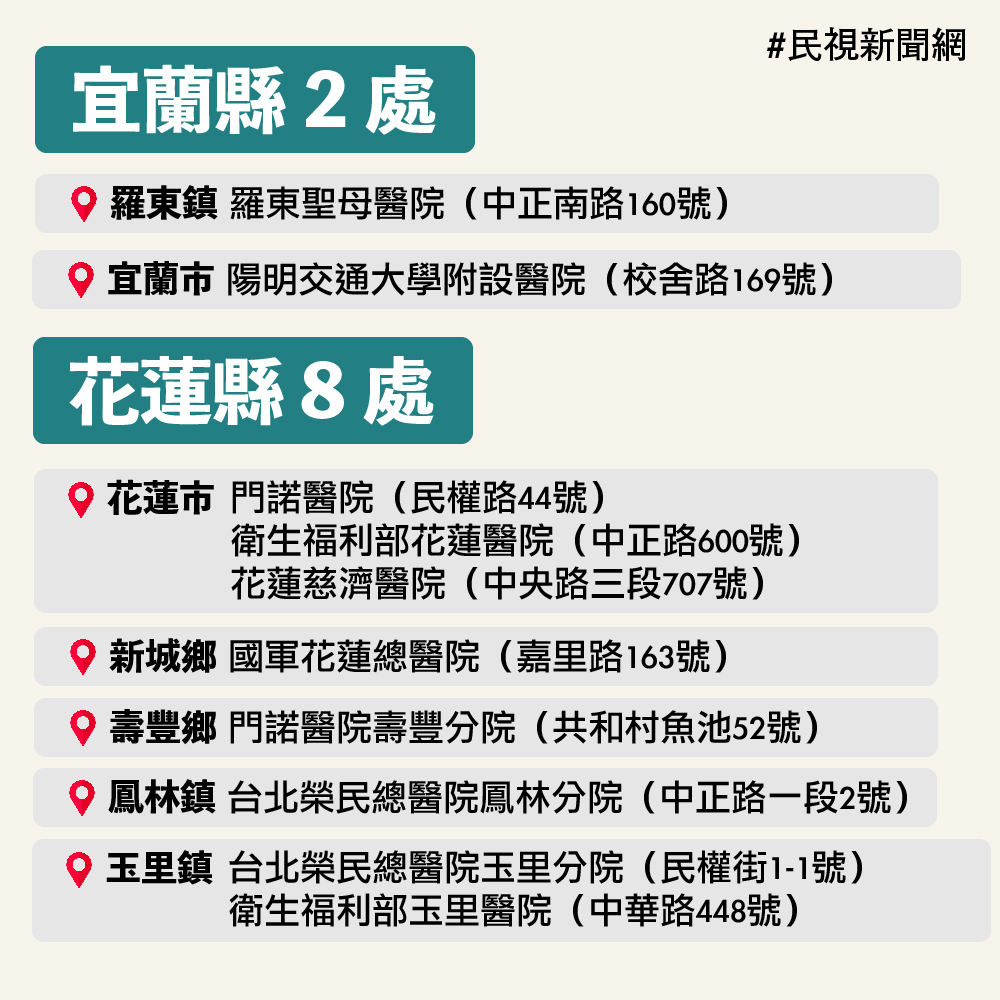 #民視新聞網
宜蘭縣 2 處
羅東鎮 羅東聖母醫院（中正南路160號）
宜蘭市 陽明交通大學附設醫院（校舍路169號）
花蓮縣 8 處
花蓮市 門諾醫院（民權路44號）
衛生福利部花蓮醫院（中正路600號）
花蓮慈濟醫院（中央路三段707號）
新城鄉 國軍花蓮總醫院（嘉里路163號）
壽豐鄉 門諾醫院壽豐分院（共和村魚池52號）
鳳林鎮 台北榮民總醫院鳳林分院（中正路一段2號）
玉里鎮 台北榮民總醫院玉里分院（民權街1-1號）
衛生福利部玉里醫院（中華路448號）